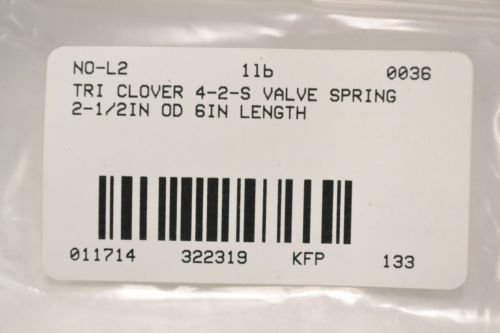 NO-L2 1lb 0036
TRI CLOVER 4-2-S VALVE SPRING
2-1/2IN OD 6IN LENGTH
011714 322319 KFP 133